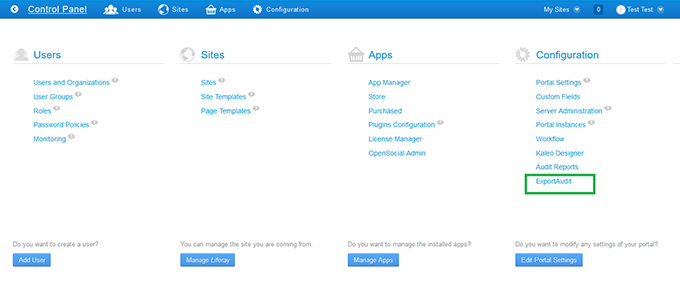 Control Panel Users Sites Apps Configuration My Sites 0 Test Test
Users
Users and Organizations
User Groups
Roles
Password Policies
Monitoring
Do you want to create a user?
Add User
Sites
Sites
Site Templates
Page Templates
You can manage the site you are coming from.
Manage Liferay
Apps
App Manager
Store
Purchased
Plugins Configuration
License Manager
OpenSocial Admin
Do you want to manage the installed apps?
Manage Apps
Configuration
Portal Settings
Custom Fields
Server Administration
Portal Instances
Workflow
Kaleo Designer
Audit Reports
ExportAudit
Do you want to modify any settings of your portal?
Edit Portal Settings